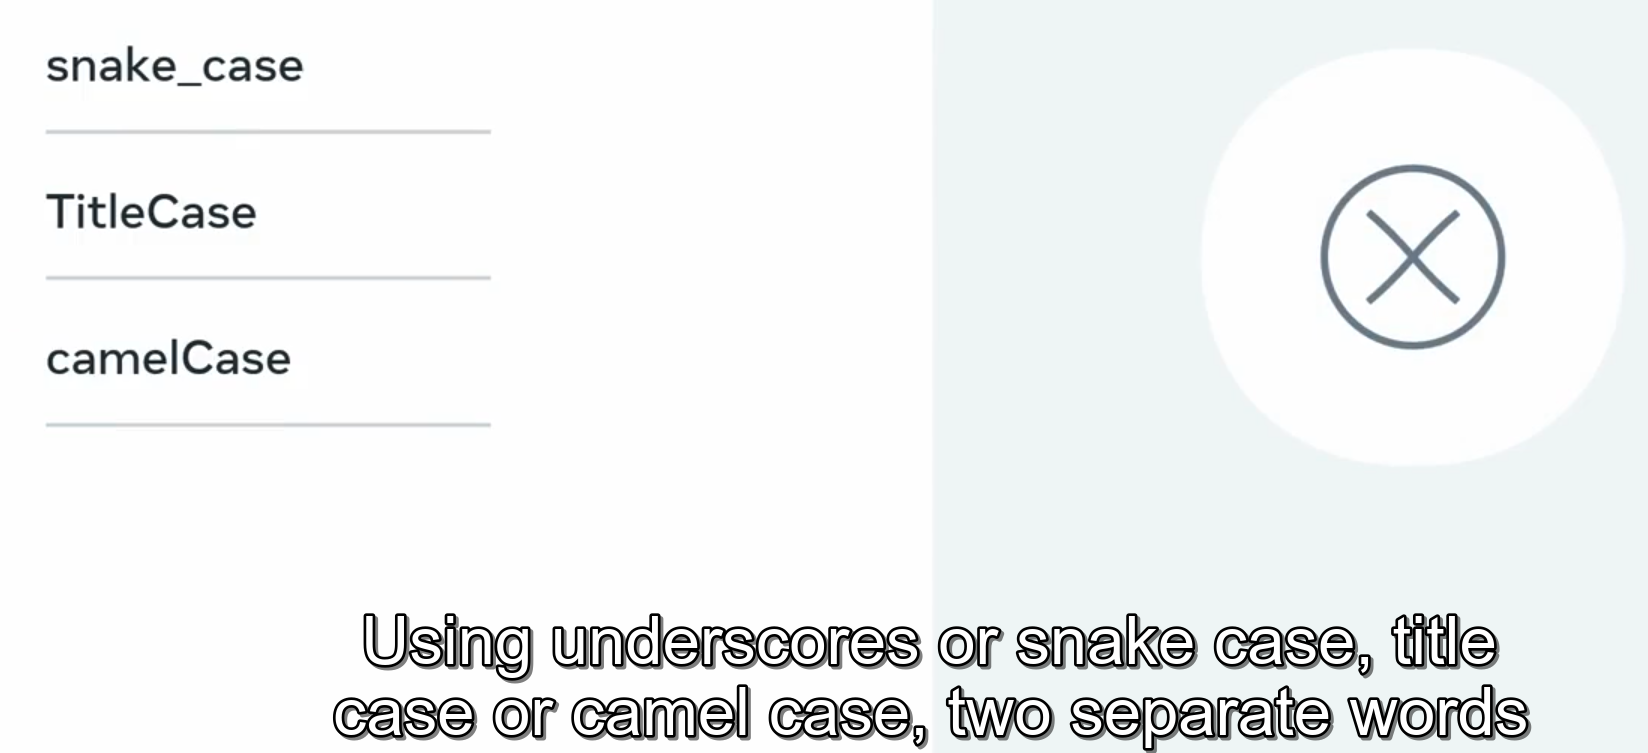 snake_case
TitleCase
camelCase
Using underscores or snake case, title
case or camel case, two separate words